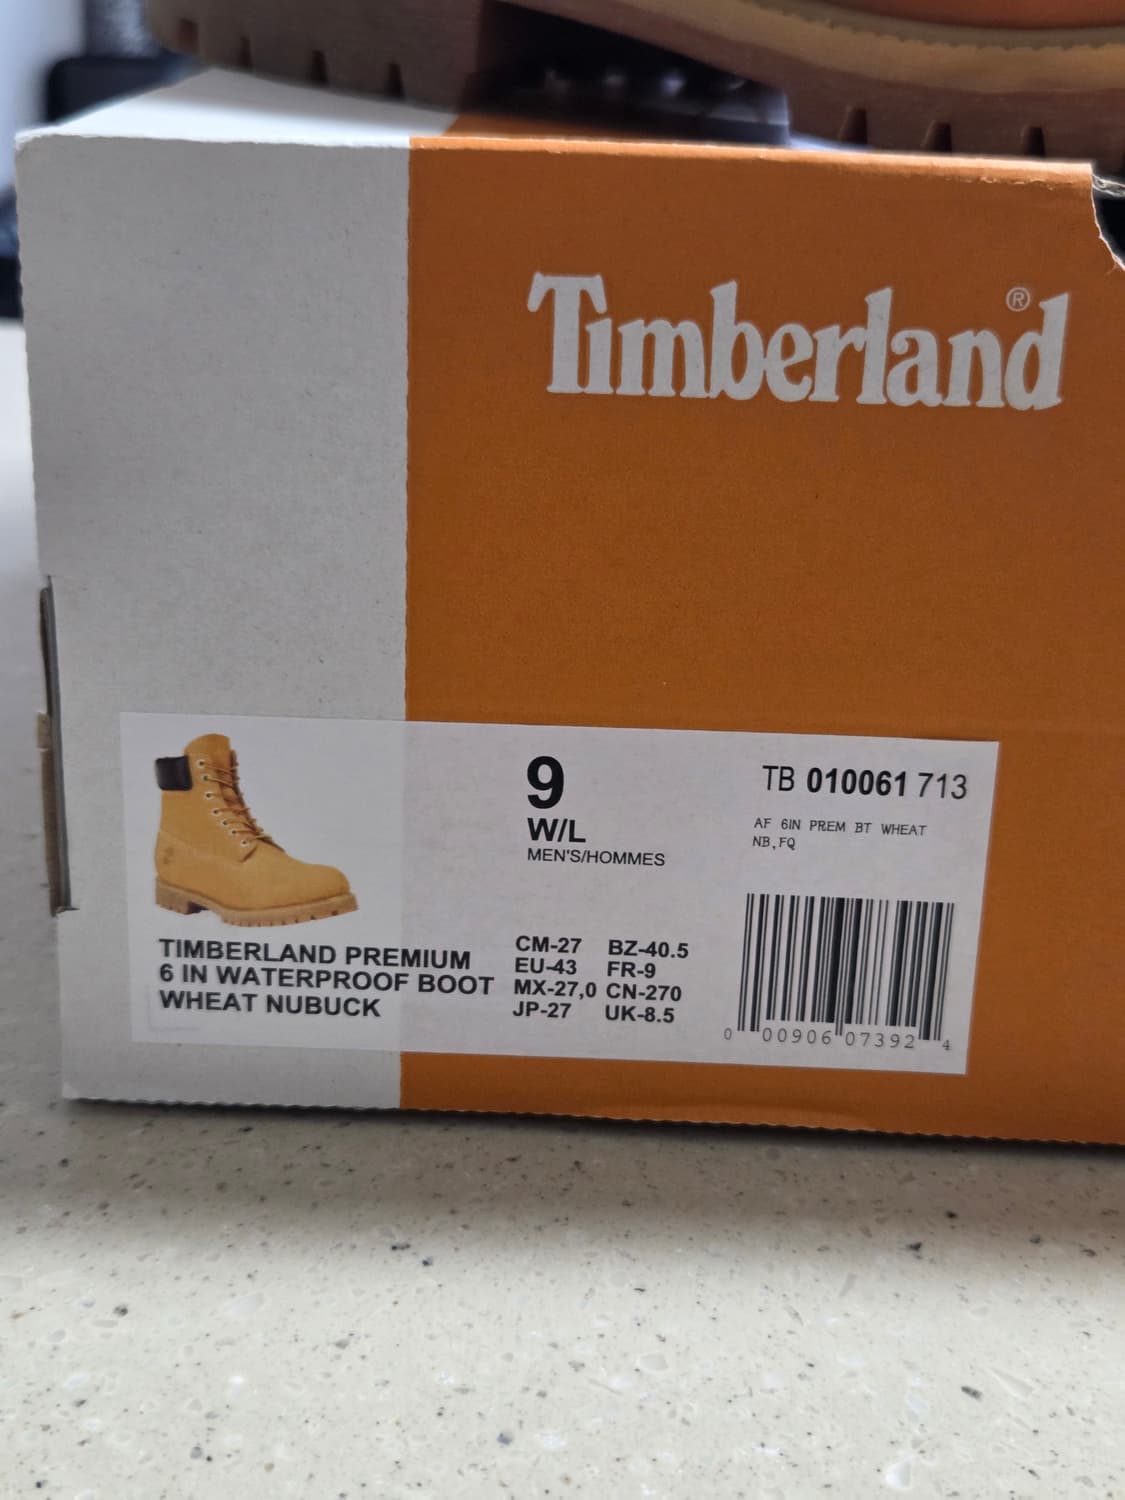 Timberland®
9
W/L
MEN'S/HOMMES
TB 010061 713
AF 6IN PREM BT WHEAT
NB,FQ
TIMBERLAND PREMIUM
6 IN WATERPROOF BOOT
WHEAT NUBUCK
CM-27 BZ-40.5
EU-43 FR-9
MX-27,0 CN-270
JP-27 UK-8.5
0 00906 07392 4